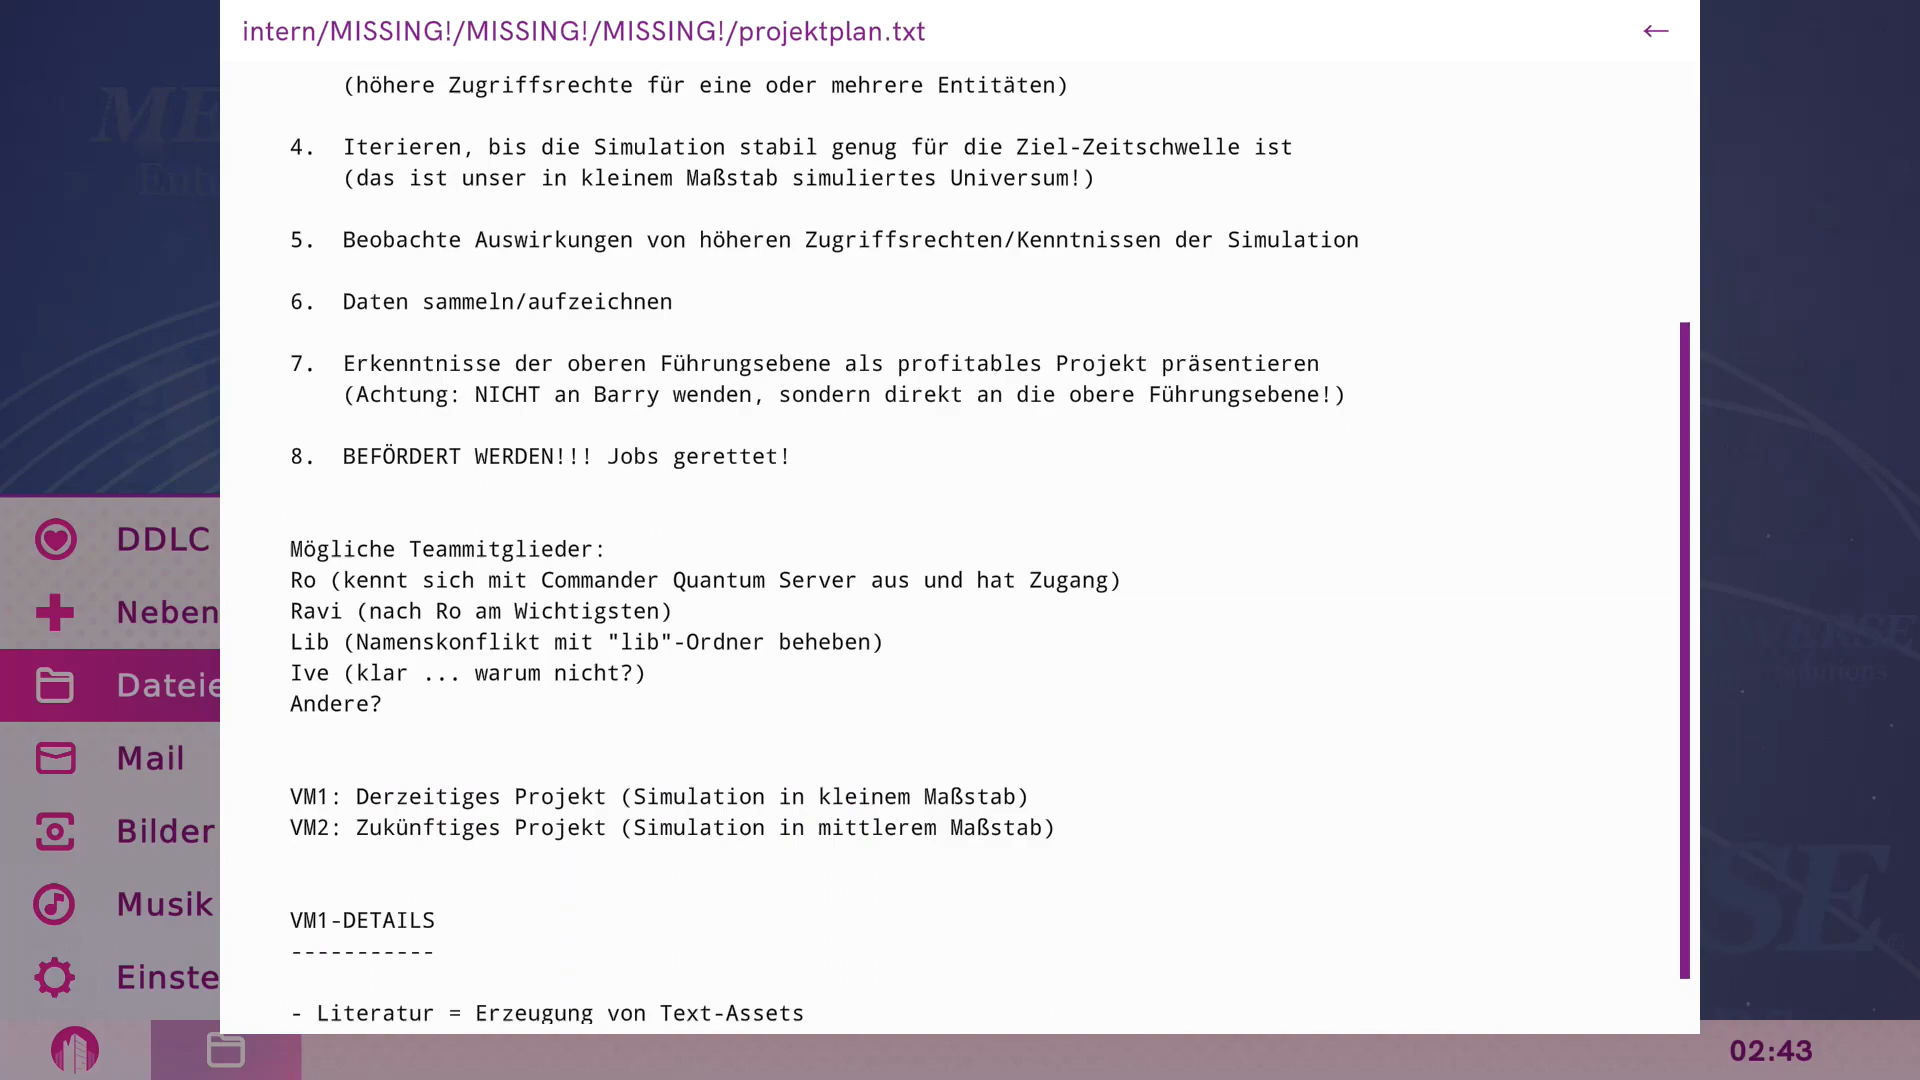 intern/MISSING!/MISSING!/MISSING!/projektplan.txt ←
(höhere Zugriffsrechte für eine oder mehrere Entitäten)
4. Iterieren, bis die Simulation stabil genug für die Ziel-Zeitschwelle ist
(das ist unser in kleinem Maßstab simuliertes Universum!)
5. Beobachte Auswirkungen von höheren Zugriffsrechten/Kenntnissen der Simulation
6. Daten sammeln/aufzeichnen
7. Erkenntnisse der oberen Führungsebene als profitables Projekt präsentieren
(Achtung: NICHT an Barry wenden, sondern direkt an die obere Führungsebene!)
8. BEFÖRDERT WERDEN!!! Jobs gerettet!
Mögliche Teammitglieder:
Ro (kennt sich mit Commander Quantum Server aus und hat Zugang)
Ravi (nach Ro am Wichtigsten)
Lib (Namenskonflikt mit "lib"-Ordner beheben)
Ive (klar ... warum nicht?)
Andere?
VM1: Derzeitiges Projekt (Simulation in kleinem Maßstab)
VM2: Zukünftiges Projekt (Simulation in mittlerem Maßstab)
VM1-DETAILS
-----------
- Literatur = Erzeugung von Text-Assets
DDLC
Neben
Dateie
Mail
Bilder
Musik
Einste
02:43